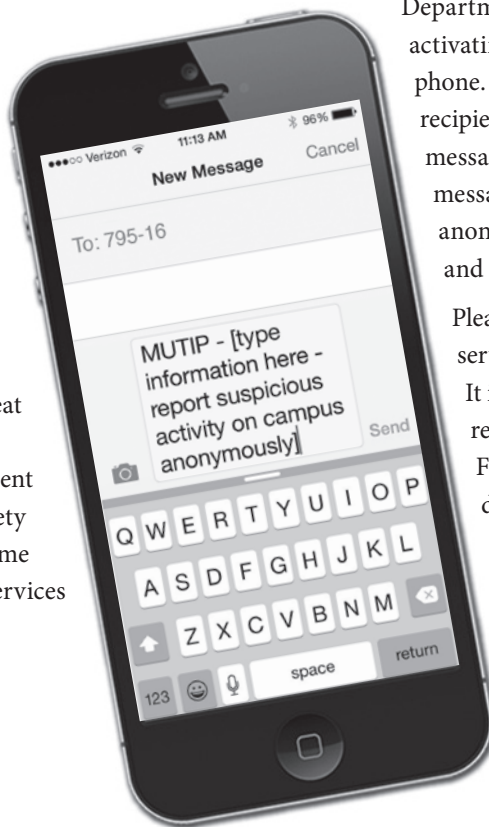 Departm
activatin
phone.
recipie
messa
messa
anon
and
Plea
ser
It
re
F
d
eat
ent
ety
me
ervices
Verizon 11:13 AM 96%
New Message Cancel
To: 795-16
MUTIP - [type
information here -
report suspicious
activity on campus
anonymously]
Send
Q W E R T Y U I O P
A S D F G H J K L
Z X C V B N M
123 space return